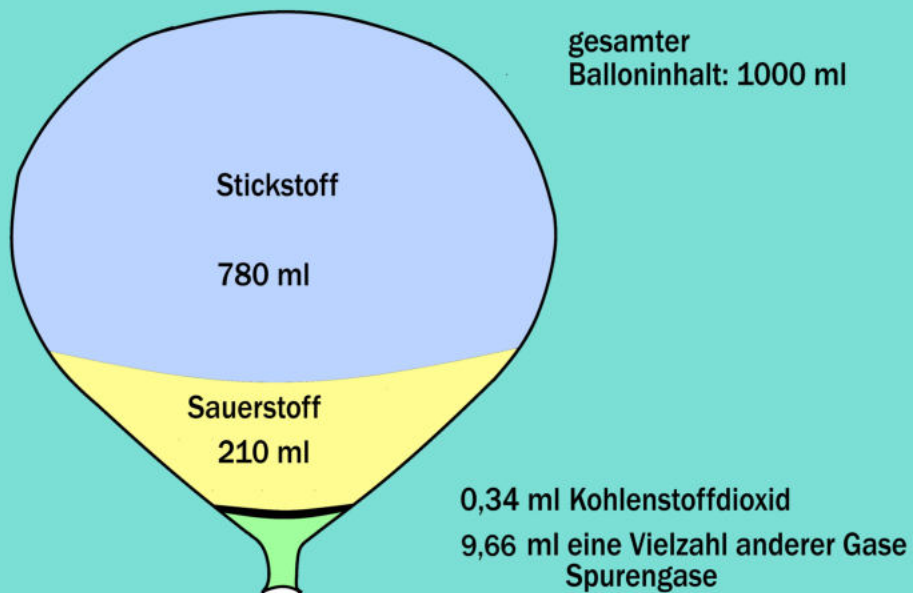 gesamter
Balloninhalt: 1000 ml
Stickstoff
780 ml
Sauerstoff
210 ml
0,34 ml Kohlenstoffdioxid
9,66 ml eine Vielzahl anderer Gase
Spurengase